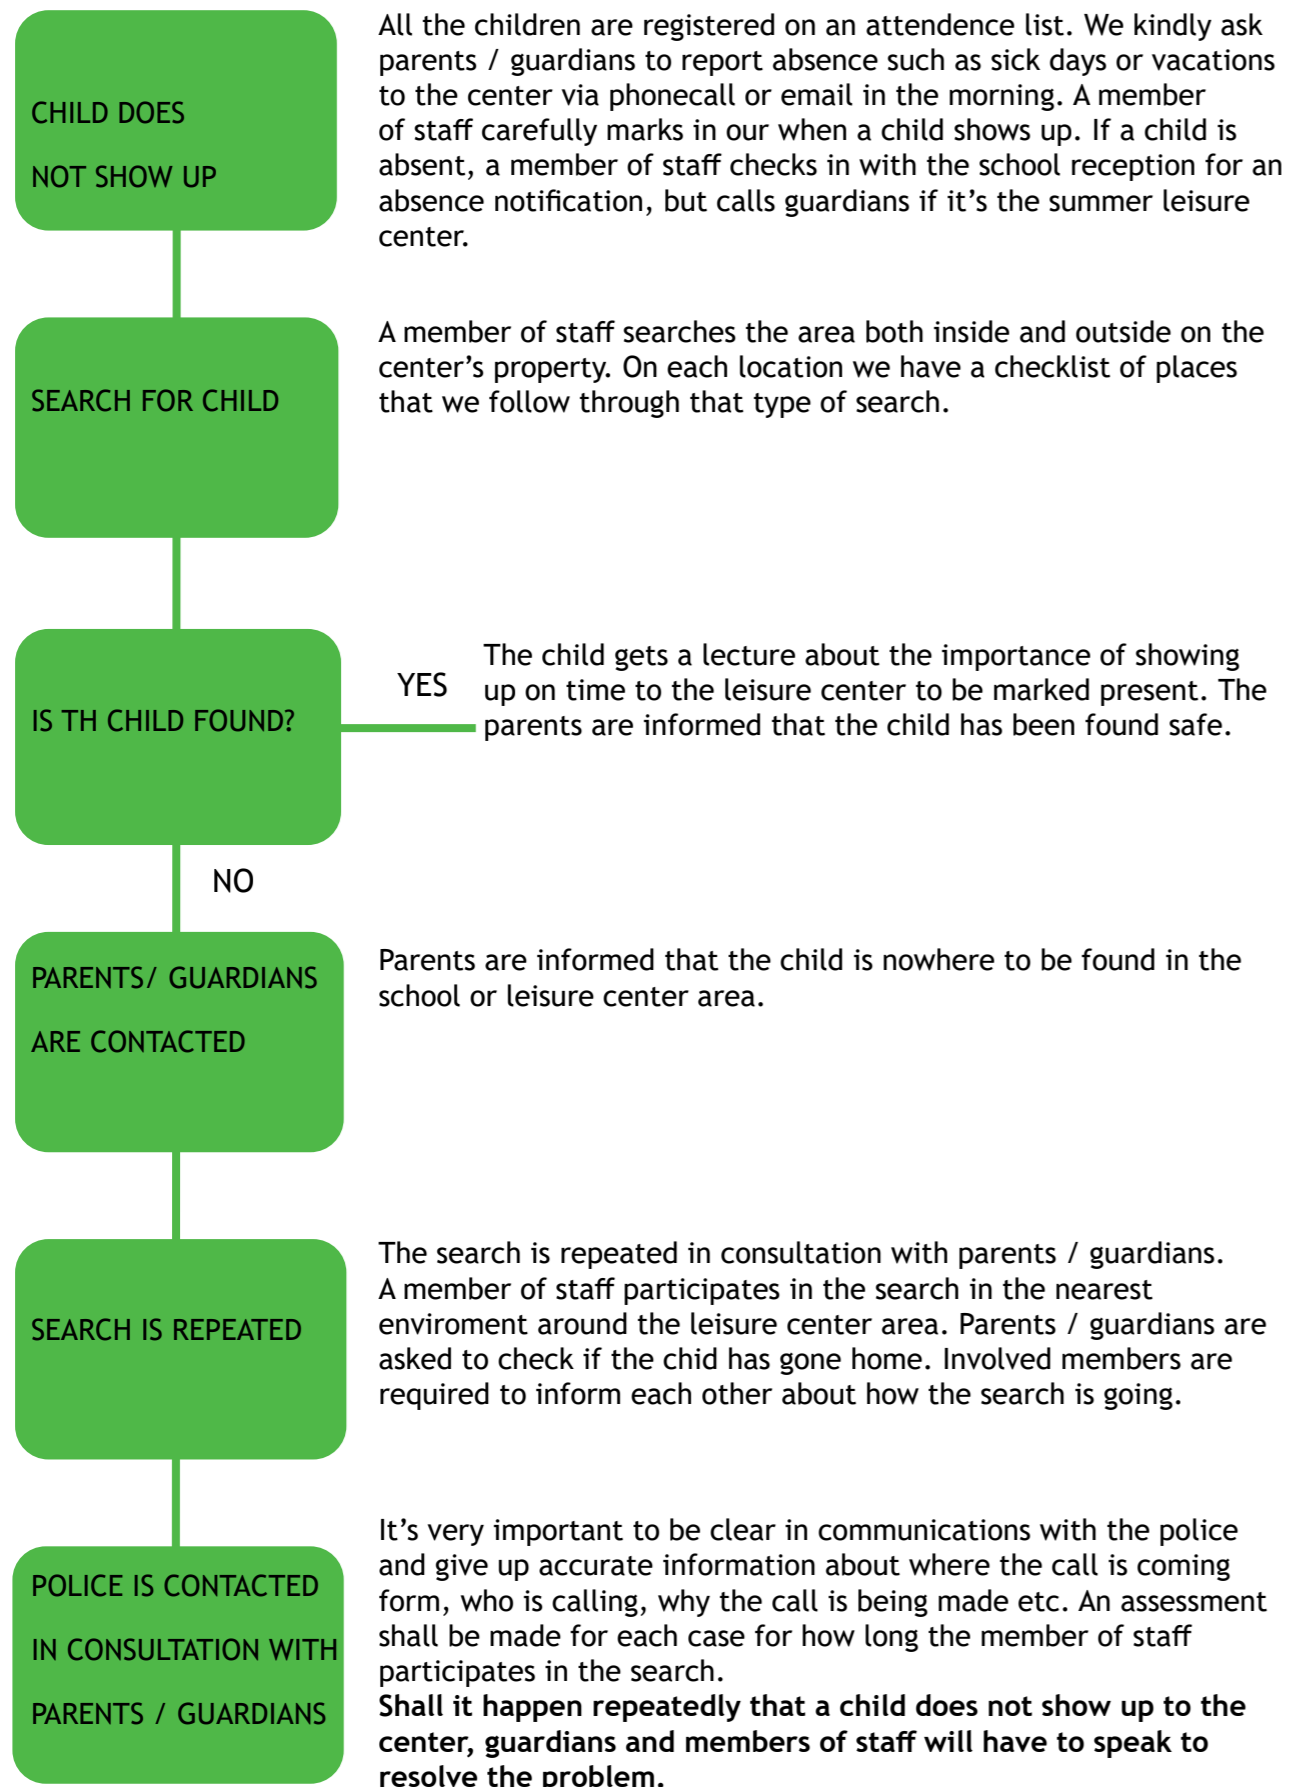 CHILD DOES
NOT SHOW UP
All the children are registered on an attendence list. We kindly ask
parents / guardians to report absence such as sick days or vacations
to the center via phonecall or email in the morning. A member
of staff carefully marks in our when a child shows up. If a child is
absent, a member of staff checks in with the school reception for an
absence notification, but calls guardians if it’s the summer leisure
center.
SEARCH FOR CHILD
A member of staff searches the area both inside and outside on the
center’s property. On each location we have a checklist of places
that we follow through that type of search.
IS TH CHILD FOUND?
YES
The child gets a lecture about the importance of showing
up on time to the leisure center to be marked present. The
parents are informed that the child has been found safe.
NO
PARENTS/ GUARDIANS
ARE CONTACTED
Parents are informed that the child is nowhere to be found in the
school or leisure center area.
SEARCH IS REPEATED
The search is repeated in consultation with parents / guardians.
A member of staff participates in the search in the nearest
enviroment around the leisure center area. Parents / guardians are
asked to check if the chid has gone home. Involved members are
required to inform each other about how the search is going.
POLICE IS CONTACTED
IN CONSULTATION WITH
PARENTS / GUARDIANS
It’s very important to be clear in communications with the police
and give up accurate information about where the call is coming
form, who is calling, why the call is being made etc. An assessment
shall be made for each case for how long the member of staff
participates in the search.
Shall it happen repeatedly that a child does not show up to the
center, guardians and members of staff will have to speak to
resolve the problem.